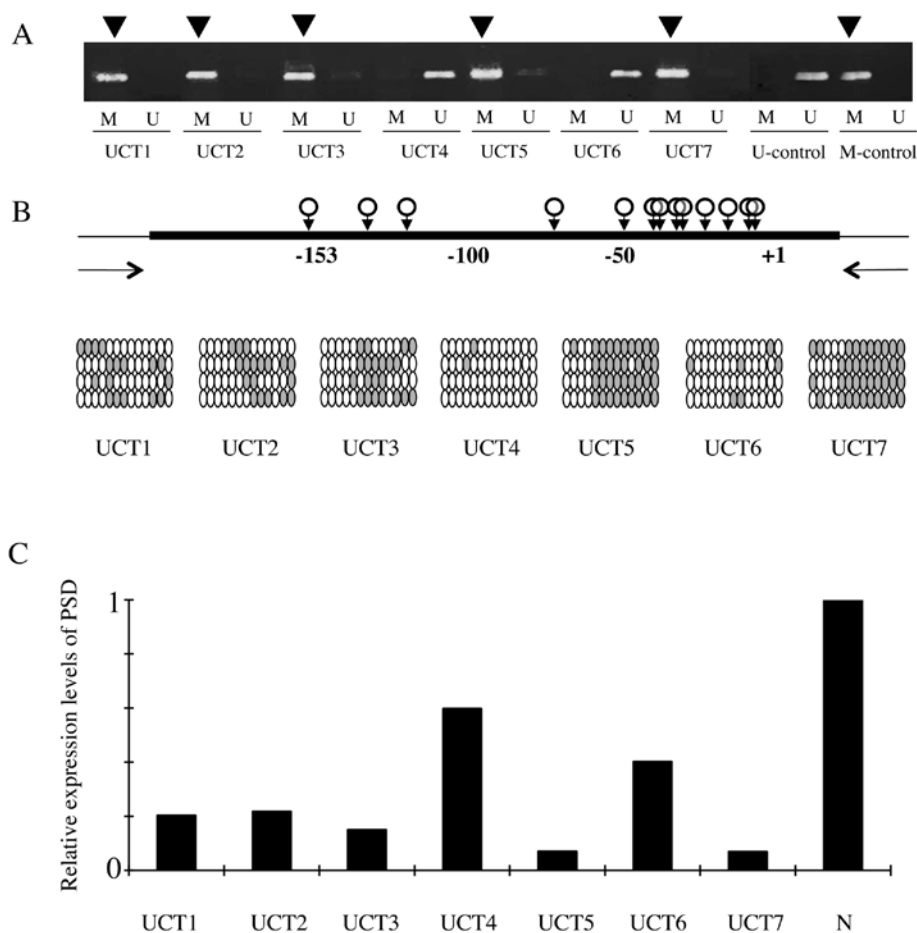 A
M U M U M U M U M U M U M U M U M U
UCT1 UCT2 UCT3 UCT4 UCT5 UCT6 UCT7 U-control M-control
B
-153 -100 -50 +1
UCT1 UCT2 UCT3 UCT4 UCT5 UCT6 UCT7
C
Relative expression levels of PSD
1
0
UCT1 UCT2 UCT3 UCT4 UCT5 UCT6 UCT7 N